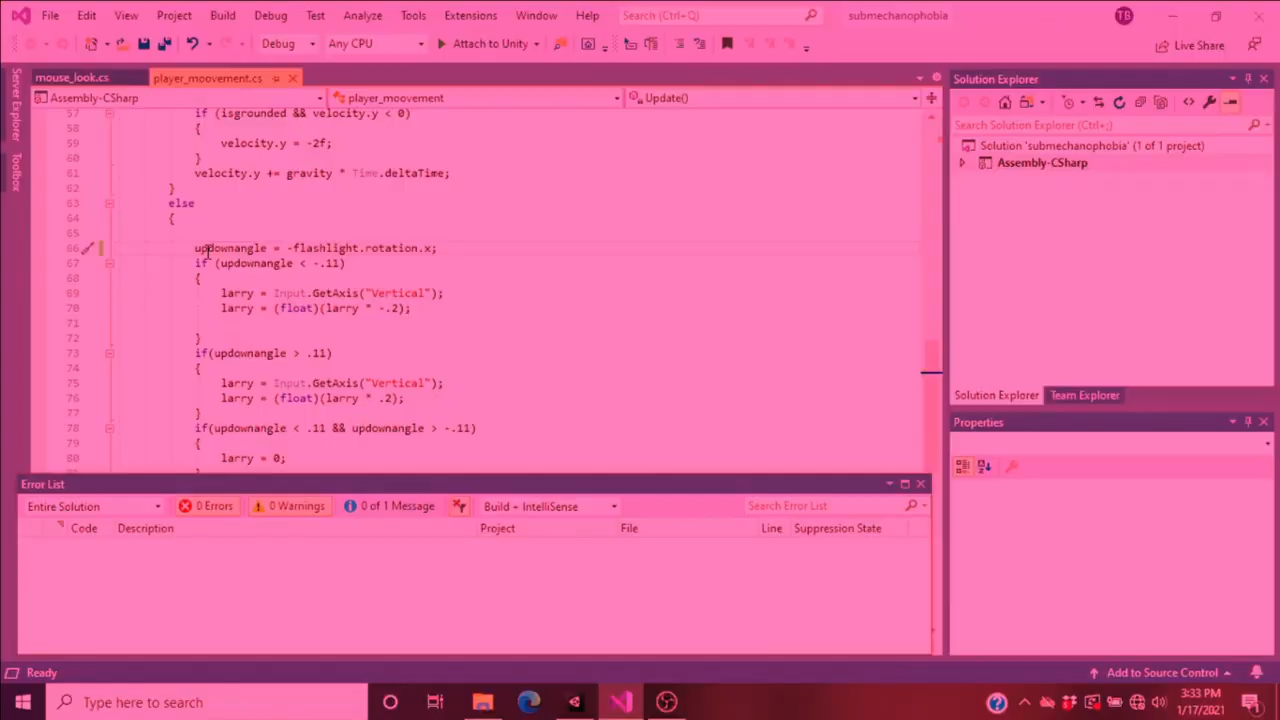 File Edit View Project Build Debug Test Analyze Tools Extensions Window Help Search (Ctrl+Q) submechanophobia TB
Debug Any CPU Attach to Unity Live Share
Server Explorer
Toolbox
mouse_look.cs player_moovement.cs
Assembly-CSharp player_moovement Update()
57 if (isgrounded && velocity.y < 0)
58 {
59 velocity.y = -2f;
60 }
61 velocity.y += gravity * Time.deltaTime;
62 }
63 else
64 {
65
66 updownangle = -flashlight.rotation.x;
67 if (updownangle < -.11)
68 {
69 larry = Input.GetAxis("Vertical");
70 larry = (float)(larry * -.2);
71
72 }
73 if(updownangle > .11)
74 {
75 larry = Input.GetAxis("Vertical");
76 larry = (float)(larry * .2);
77 }
78 if(updownangle < .11 && updownangle > -.11)
79 {
80 larry = 0;
Error List
Entire Solution 0 Errors 0 Warnings 0 of 1 Message Build + IntelliSense Search Error List
Code Description Project File Line Suppression State
Solution Explorer
Search Solution Explorer (Ctrl+;)
Solution 'submechanophobia' (1 of 1 project)
Assembly-CSharp
Solution Explorer Team Explorer
Properties
Ready Add to Source Control
Type here to search 3:33 PM
1/17/2021